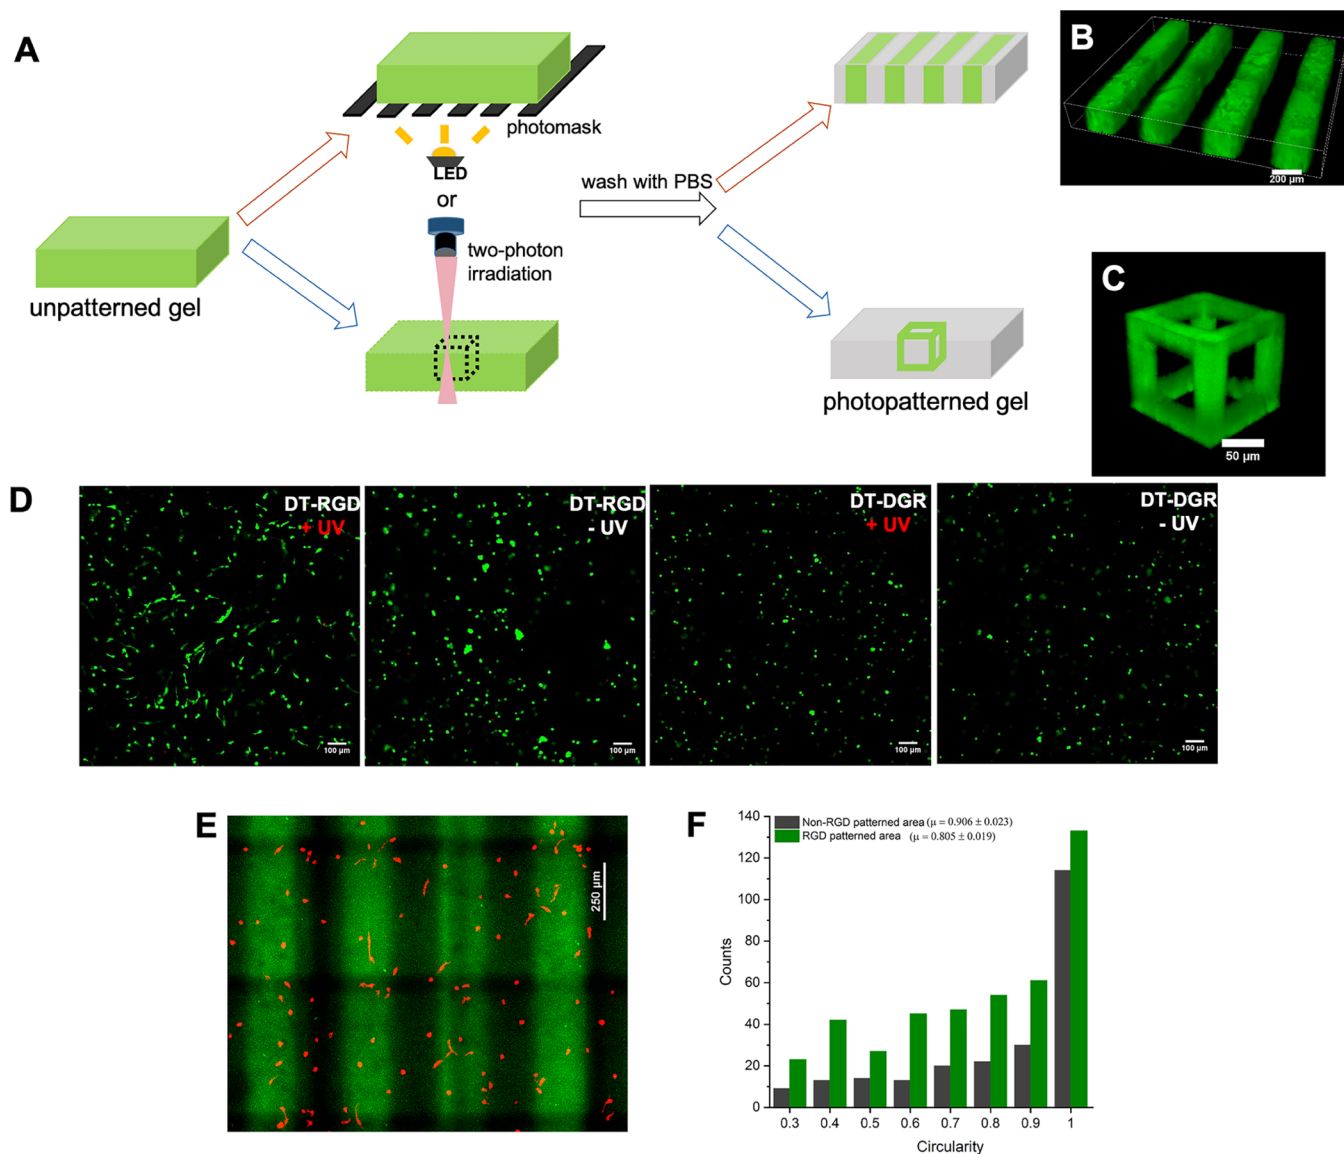 A
photomask
LED
or
two-photon
irradiation
unpatterned gel
wash with PBS
photopatterned gel
B
200 µm
C
50 µm
D
DT-RGD
+ UV
100 µm
DT-RGD
- UV
100 µm
DT-DGR
+ UV
100 µm
DT-DGR
- UV
100 µm
E
250 µm
F
Non-RGD patterned area (µ = 0.906 ± 0.023)
RGD patterned area (µ = 0.805 ± 0.019)
140
120
100
80
60
40
20
0
Counts
0.3 0.4 0.5 0.6 0.7 0.8 0.9 1
Circularity